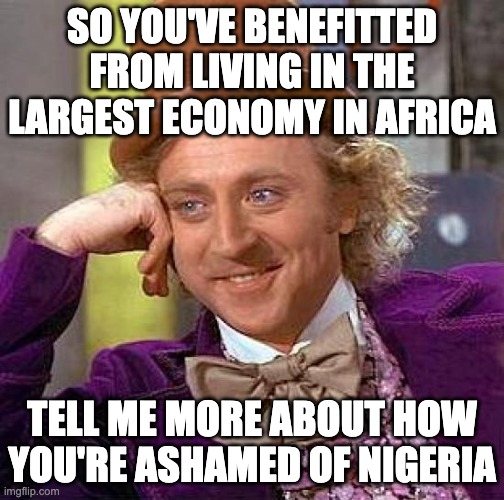 SO YOU'VE BENEFITTED
FROM LIVING IN THE
LARGEST ECONOMY IN AFRICA
TELL ME MORE ABOUT HOW
YOU'RE ASHAMED OF NIGERIA
imgflip.com